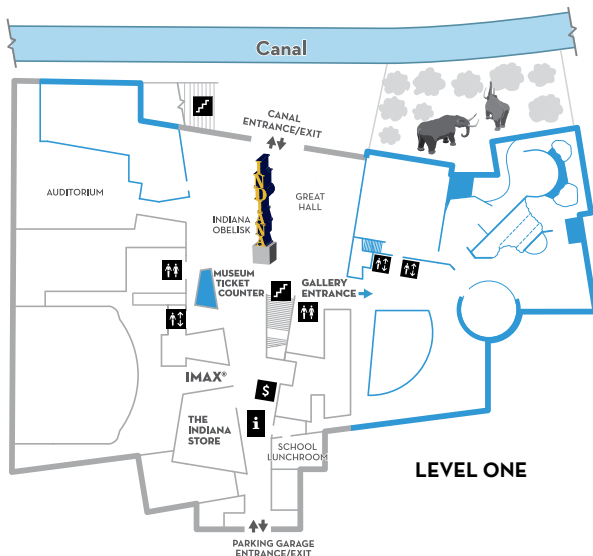 Canal
CANAL
ENTRANCE/EXIT
AUDITORIUM
INDIANA
GREAT
HALL
INDIANA
OBELISK
MUSEUM
TICKET
COUNTER
GALLERY
ENTRANCE
IMAX®
$
THE
INDIANA
STORE
i
SCHOOL
LUNCHROOM
LEVEL ONE
PARKING GARAGE
ENTRANCE/EXIT